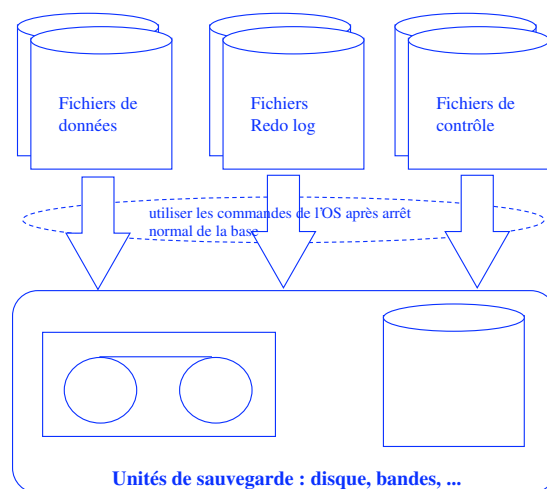 Fichiers de
données
Fichiers
Redo log
Fichiers de
contrôle
utiliser les commandes de l'OS après arrêt
normal de la base
Unités de sauvegarde : disque, bandes, ...